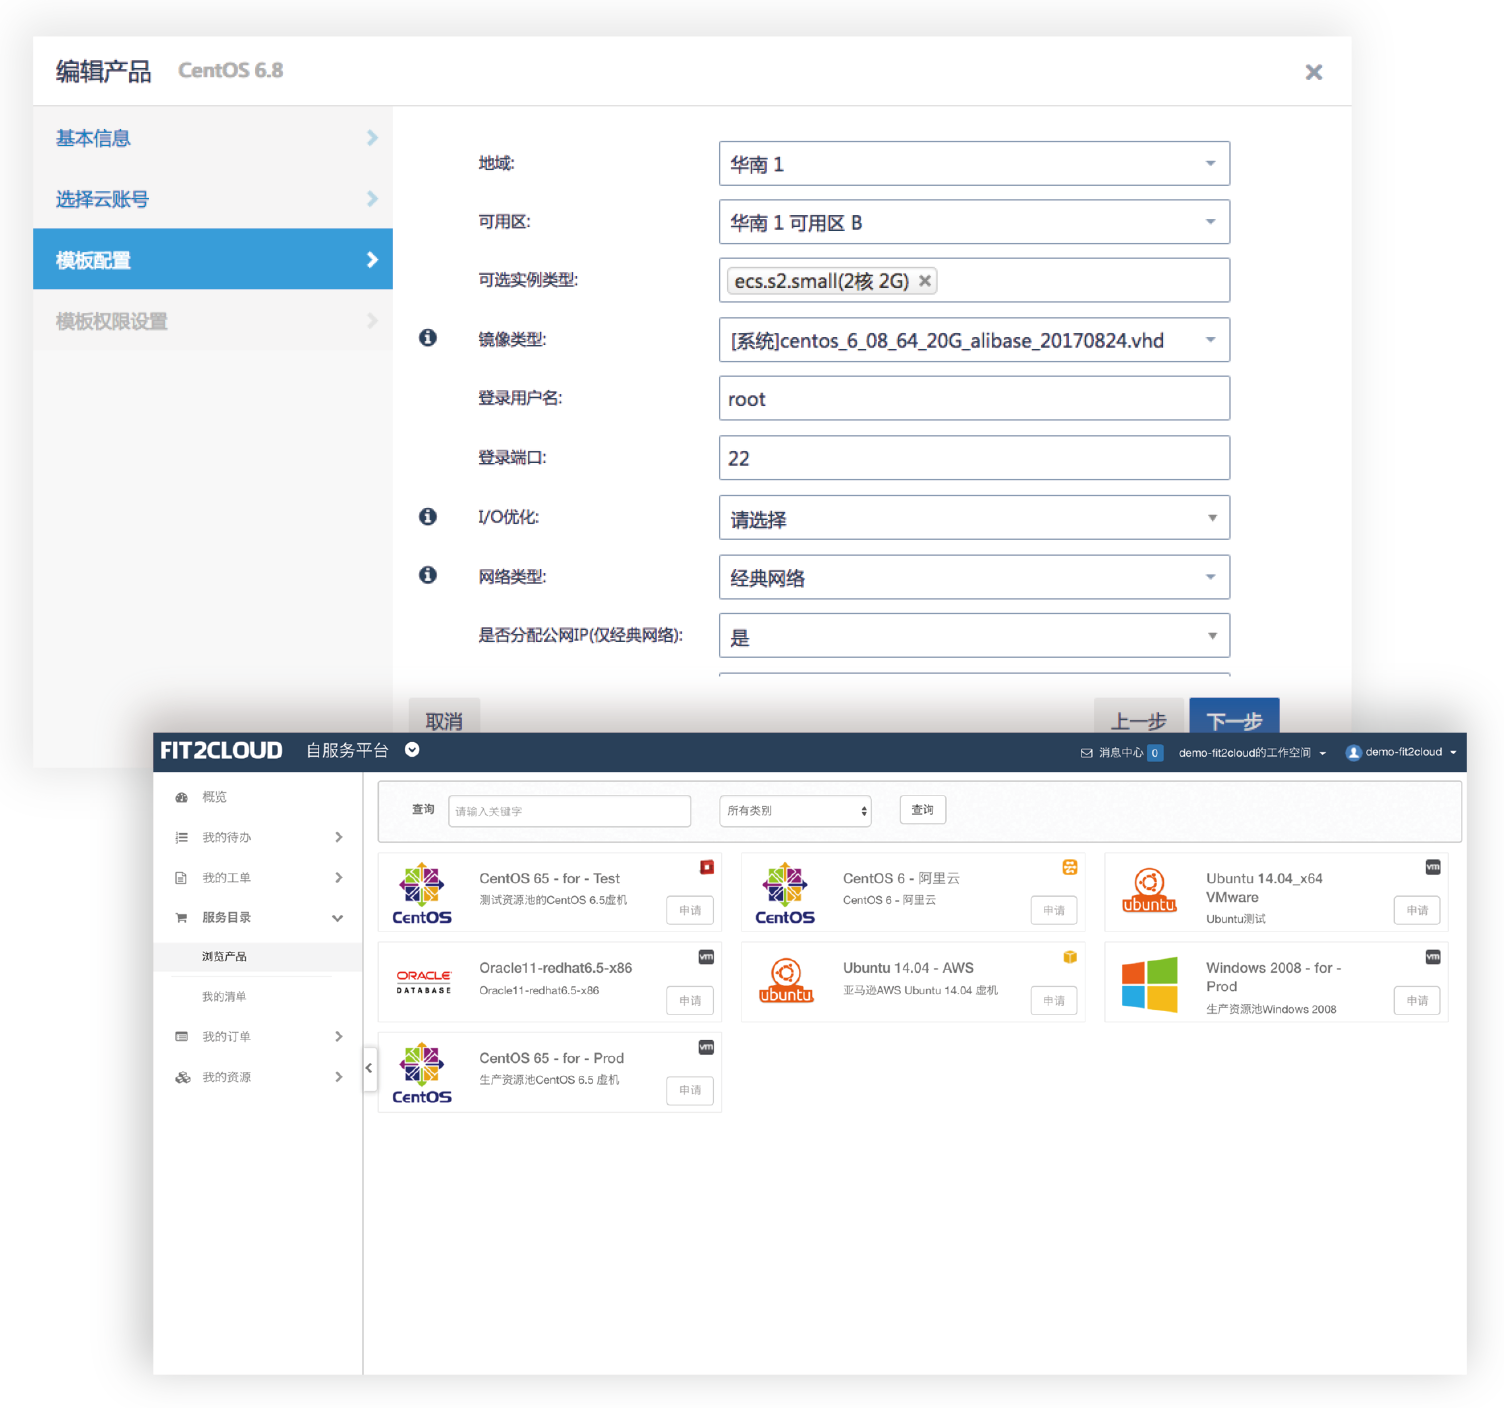 编辑产品 CentOS 6.8
基本信息
选择云账号
模板配置
模板权限设置
地域: 华南 1
可用区: 华南 1 可用区 B
可选实例类型: ecs.s2.small(2核 2G)
镜像类型: [系统]centos_6_08_64_20G_alibase_20170824.vhd
登录用户名: root
登录端口: 22
I/O优化: 请选择
网络类型: 经典网络
是否分配公网IP(仅经典网络): 是
取消 上一步 下一步
FIT2CLOUD 自服务平台 消息中心 0 demo-fit2cloud的工作空间 demo-fit2cloud
概览
我的待办
我的工单
服务目录
浏览产品
我的清单
我的订单
我的资源
查询 请输入关键字 所有类别 查询
CentOS
CentOS 65 - for - Test
测试资源池的CentOS 6.5虚机
申请
CentOS
CentOS 6 - 阿里云
CentOS 6 - 阿里云
申请
ubuntu
Ubuntu 14.04_x64
VMware
Ubuntu测试
vm
申请
ORACLE
DATABASE
Oracle11-redhat6.5-x86
Oracle11-redhat6.5-x86
vm
申请
ubuntu
Ubuntu 14.04 - AWS
亚马逊AWS Ubuntu 14.04 虚机
申请
Windows 2008 - for -
Prod
生产资源池Windows 2008
vm
申请
CentOS
CentOS 65 - for - Prod
生产资源池CentOS 6.5 虚机
vm
申请